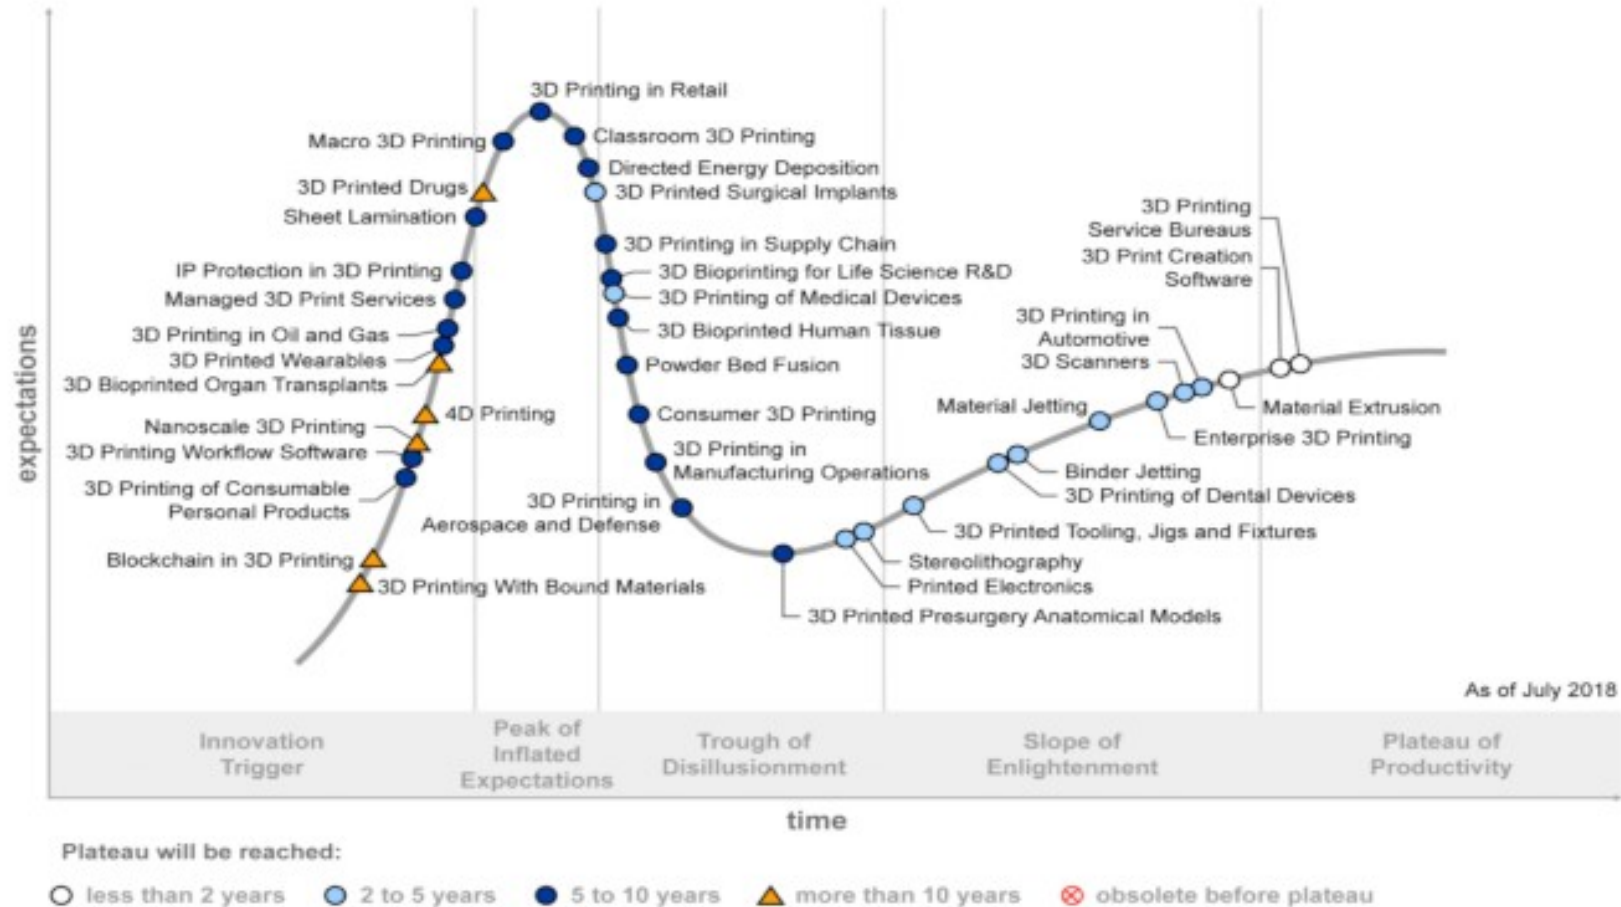 3D Printing in Retail
Macro 3D Printing
Classroom 3D Printing
Directed Energy Deposition
3D Printed Drugs
3D Printed Surgical Implants
Sheet Lamination
3D Printing
Service Bureaus
3D Printing in Supply Chain
3D Print Creation
Software
IP Protection in 3D Printing
3D Bioprinting for Life Science R&D
Managed 3D Print Services
3D Printing of Medical Devices
3D Printing in
Automotive
3D Printing in Oil and Gas
3D Bioprinted Human Tissue
3D Printed Wearables
Powder Bed Fusion
3D Scanners
3D Bioprinted Organ Transplants
4D Printing
Consumer 3D Printing
Material Jetting
Material Extrusion
Nanoscale 3D Printing
Enterprise 3D Printing
3D Printing Workflow Software
3D Printing in
Manufacturing Operations
Binder Jetting
3D Printing of Consumable
Personal Products
3D Printing of Dental Devices
3D Printing in
Aerospace and Defense
3D Printed Tooling, Jigs and Fixtures
Blockchain in 3D Printing
Stereolithography
3D Printing With Bound Materials
Printed Electronics
3D Printed Presurgery Anatomical Models
expectations
As of July 2018
Innovation
Trigger
Peak of
Inflated
Expectations
Trough of
Disillusionment
Slope of
Enlightenment
Plateau of
Productivity
time
Plateau will be reached:
less than 2 years
2 to 5 years
5 to 10 years
more than 10 years
obsolete before plateau